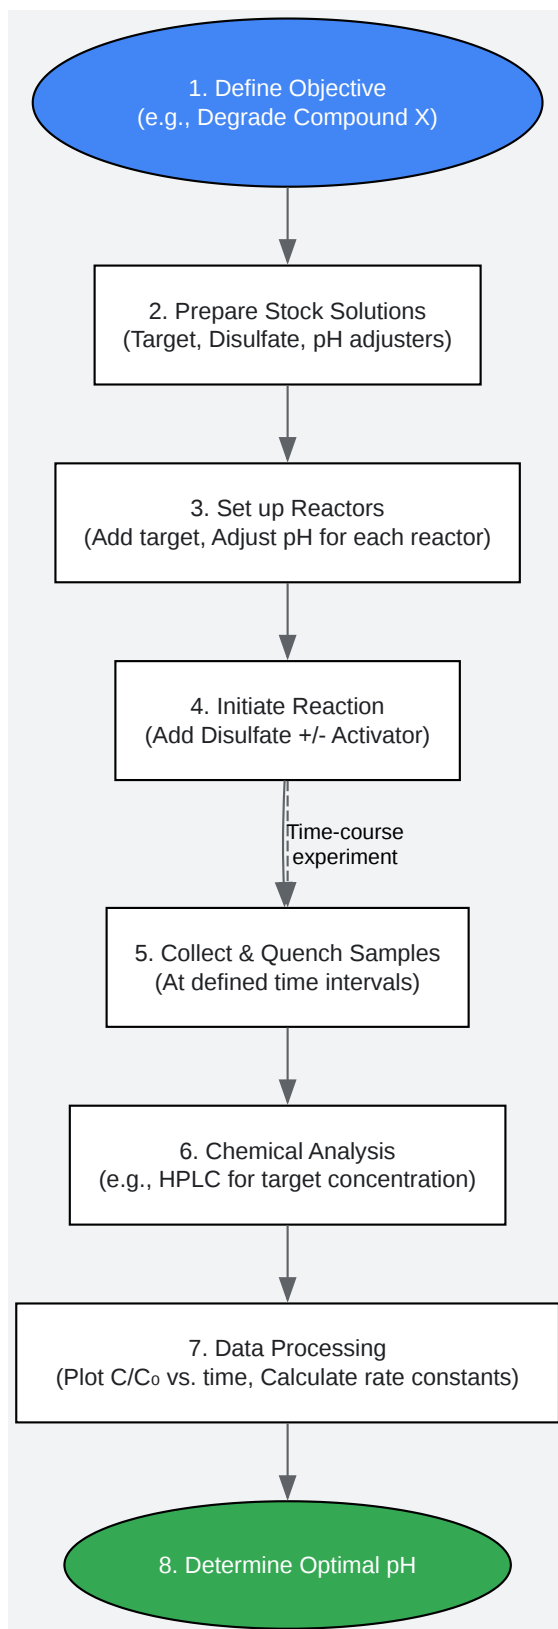 1. Define Objective
(e.g., Degrade Compound X)
2. Prepare Stock Solutions
(Target, Disulfate, pH adjusters)
3. Set up Reactors
(Add target, Adjust pH for each reactor)
4. Initiate Reaction
(Add Disulfate +/- Activator)
Time-course
experiment
5. Collect & Quench Samples
(At defined time intervals)
6. Chemical Analysis
(e.g., HPLC for target concentration)
7. Data Processing
(Plot C/C₀ vs. time, Calculate rate constants)
8. Determine Optimal pH